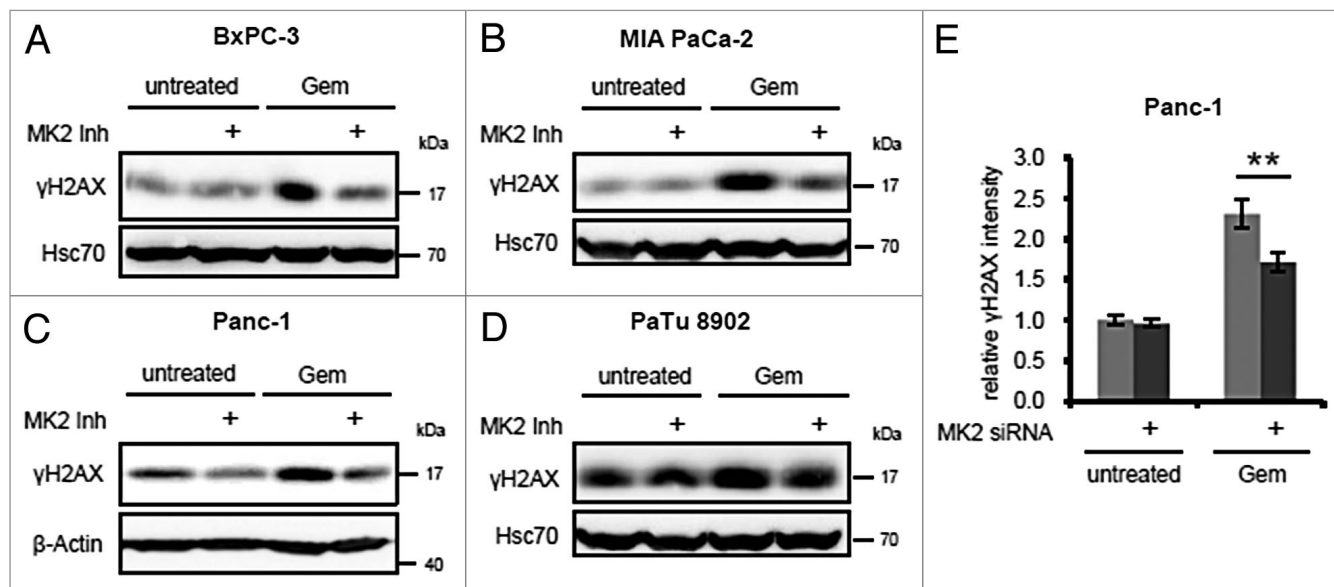 A
BxPC-3
untreated Gem
MK2 Inh + +
kDa
γH2AX 17
Hsc70 70
B
MIA PaCa-2
untreated Gem
MK2 Inh + +
kDa
γH2AX 17
Hsc70 70
C
Panc-1
untreated Gem
MK2 Inh + +
kDa
γH2AX 17
β-Actin
40
D
PaTu 8902
untreated Gem
MK2 Inh + +
kDa
γH2AX 17
Hsc70 70
E
Panc-1
relative γH2AX intensity
3.0
2.5
2.0
1.5
1.0
0.5
0.0
**
MK2 siRNA + +
untreated Gem